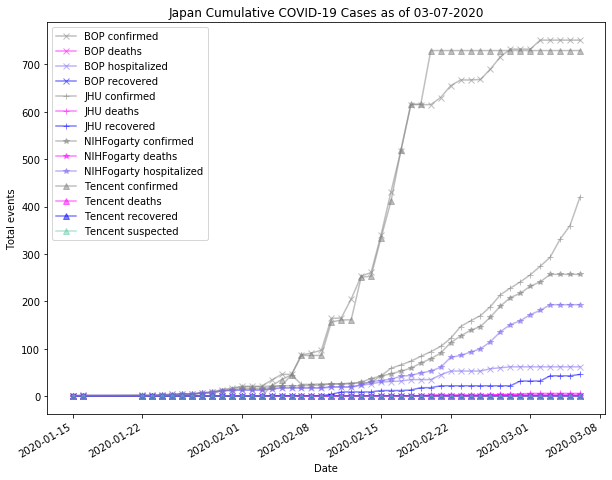 Japan Cumulative COVID-19 Cases as of 03-07-2020
BOP confirmed
BOP deaths
BOP hospitalized
BOP recovered
JHU confirmed
JHU deaths
JHU recovered
NIHFogarty confirmed
NIHFogarty deaths
NIHFogarty hospitalized
Tencent confirmed
Tencent deaths
Tencent recovered
Tencent suspected
Total events
700
600
500
400
300
200
100
0
2020-01-15
2020-01-22
2020-02-01
2020-02-08
2020-02-15
2020-02-22
2020-03-01
2020-03-08
Date